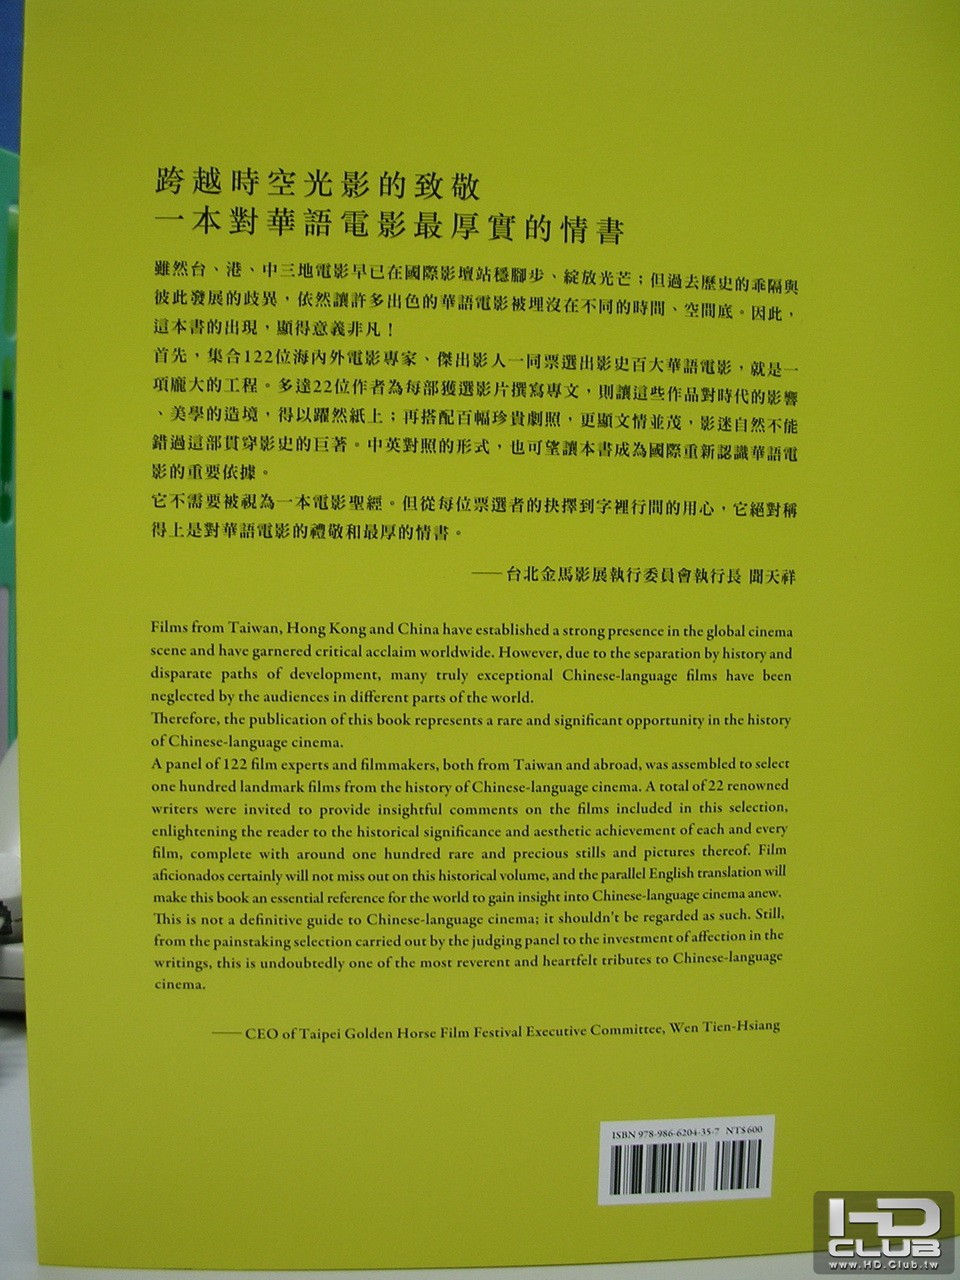 跨越時空光影的致敬
一本對華語電影最厚實的情書
雖然台、港、中三地電影早已在國際影壇站穩腳步、綻放光芒；但過去歷史的乖隔與
彼此發展的歧異，依然讓許多出色的華語電影被埋沒在不同的時間、空間底。因此，
這本書的出現，顯得意義非凡！
首先，集合122位海內外電影專家、傑出影人一同票選出影史百大華語電影，就是一
項龐大的工程。多達22位作者為每部獲選影片撰寫專文，則讓這些作品對時代的影響
、美學的造境，得以躍然紙上；再搭配百幅珍貴劇照，更顯文情並茂，影迷自然不能
錯過這部貫穿影史的巨著。中英對照的形式，也可望讓本書成為國際重新認識華語電
影的重要依據。
它不需要被視為一本電影聖經。但從每位票選者的抉擇到字裡行間的用心，它絕對稱
得上是對華語電影的禮敬和最厚的情書。
——台北金馬影展執行委員會執行長 聞天祥
Films from Taiwan, Hong Kong and China have established a strong presence in the global cinema
scene and have garnered critical acclaim worldwide. However, due to the separation by history and
disparate paths of development, many truly exceptional Chinese-language films have been
neglected by the audiences in different parts of the world.
Therefore, the publication of this book represents a rare and significant opportunity in the history
of Chinese-language cinema.
A panel of 122 film experts and filmmakers, both from Taiwan and abroad, was assembled to select
one hundred landmark films from the history of Chinese-language cinema. A total of 22 renowned
writers were invited to provide insightful comments on the films included in this selection,
enlightening the reader to the historical significance and aesthetic achievement of each and every
film, complete with around one hundred rare and precious stills and pictures thereof. Film
aficionados certainly will not miss out on this historical volume, and the parallel English translation will
make this book an essential reference for the world to gain insight into Chinese-language cinema anew.
This is not a definitive guide to Chinese-language cinema; it shouldn't be regarded as such. Still,
from the painstaking selection carried out by the judging panel to the investment of affection in the
writings, this is undoubtedly one of the most reverent and heartfelt tributes to Chinese-language
cinema.
——CEO of Taipei Golden Horse Film Festival Executive Committee, Wen Tien-Hsiang
ISBN 978-986-6204-35-7 NT$600
HD
CLUB
www.HD.Club.tw